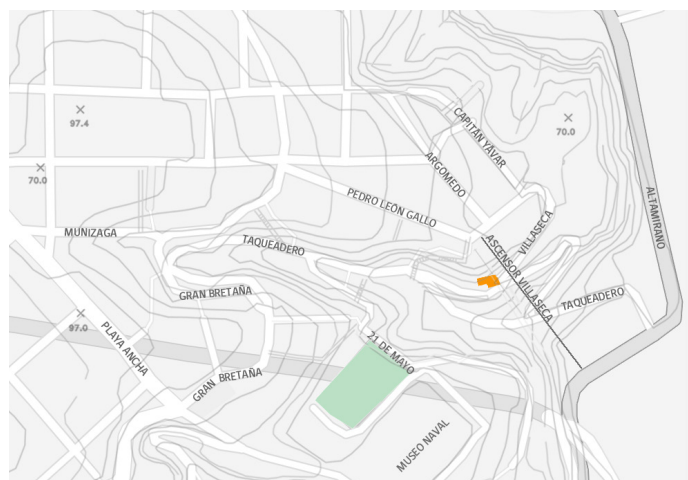 CAPITÁN YÁVAR
97.4
70.0
ARGOMEDO
70.0
PEDRO LEÓN GALLO
ALTAMIRANO
MUNIZAGA
TAQUEADERO
VILLASECA
ASCENSOR VILLASECA
GRAN BRETAÑA
TAQUEADERO
97.0
PLAYA ANCHA
21 DE MAYO
GRAN BRETAÑA
MUSEO NAVAL